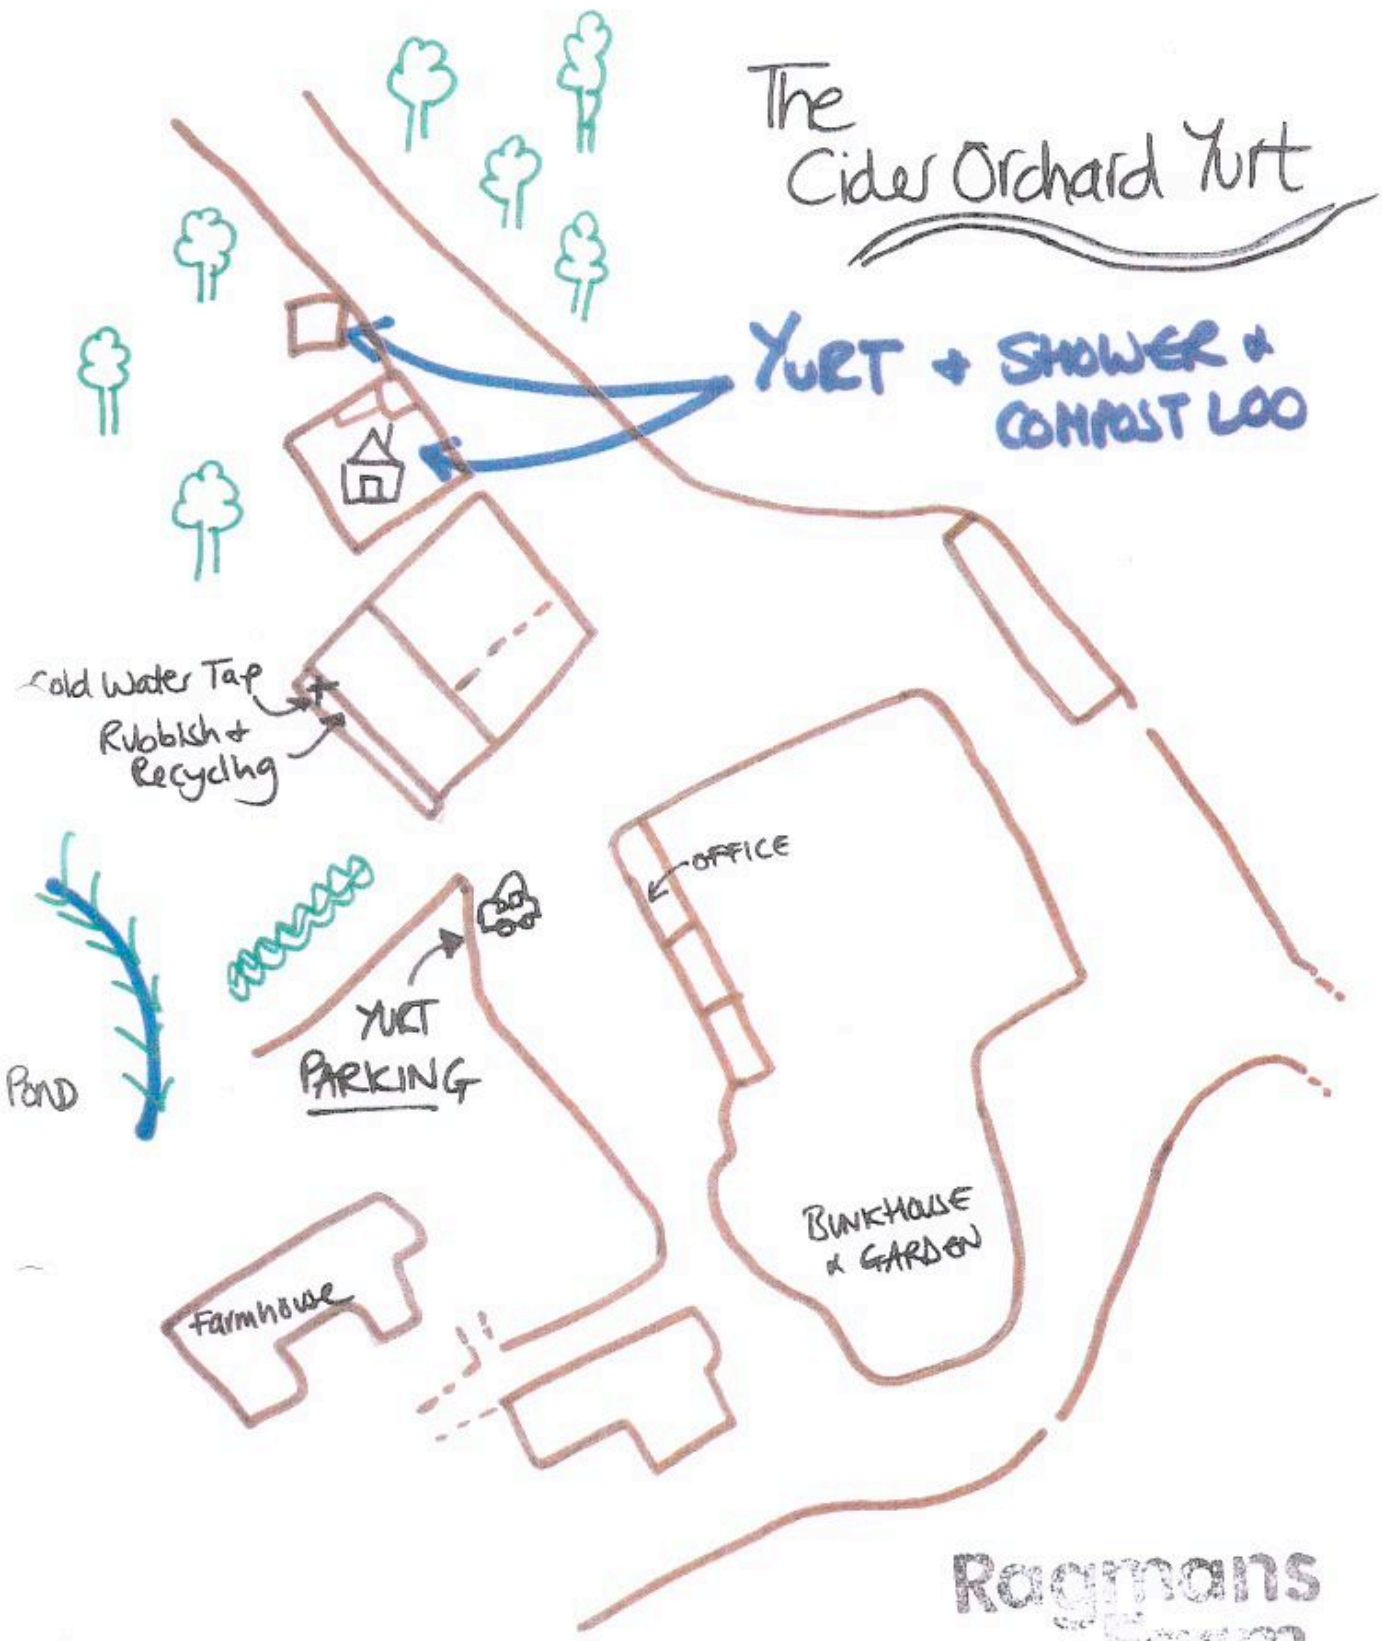 The
Cider Orchard Yurt
YURT + SHOWER &
COMPOST LOO
Cold Water Tap
Rubbish +
Recycling
OFFICE
YURT
PARKING
POND
BUNKHOUSE
& GARDEN
Farmhouse
Ragmans